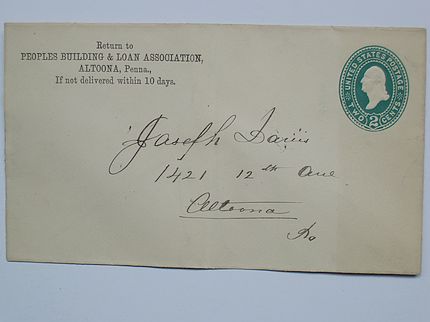 Return to
PEOPLES BUILDING & LOAN ASSOCIATION,
ALTOONA, Penna.,
If not delivered within 10 days.
UNITED STATES POSTAGE
TWO 2 CENTS
Joseph Davis
1421 12th Ave
Altoona
Pa